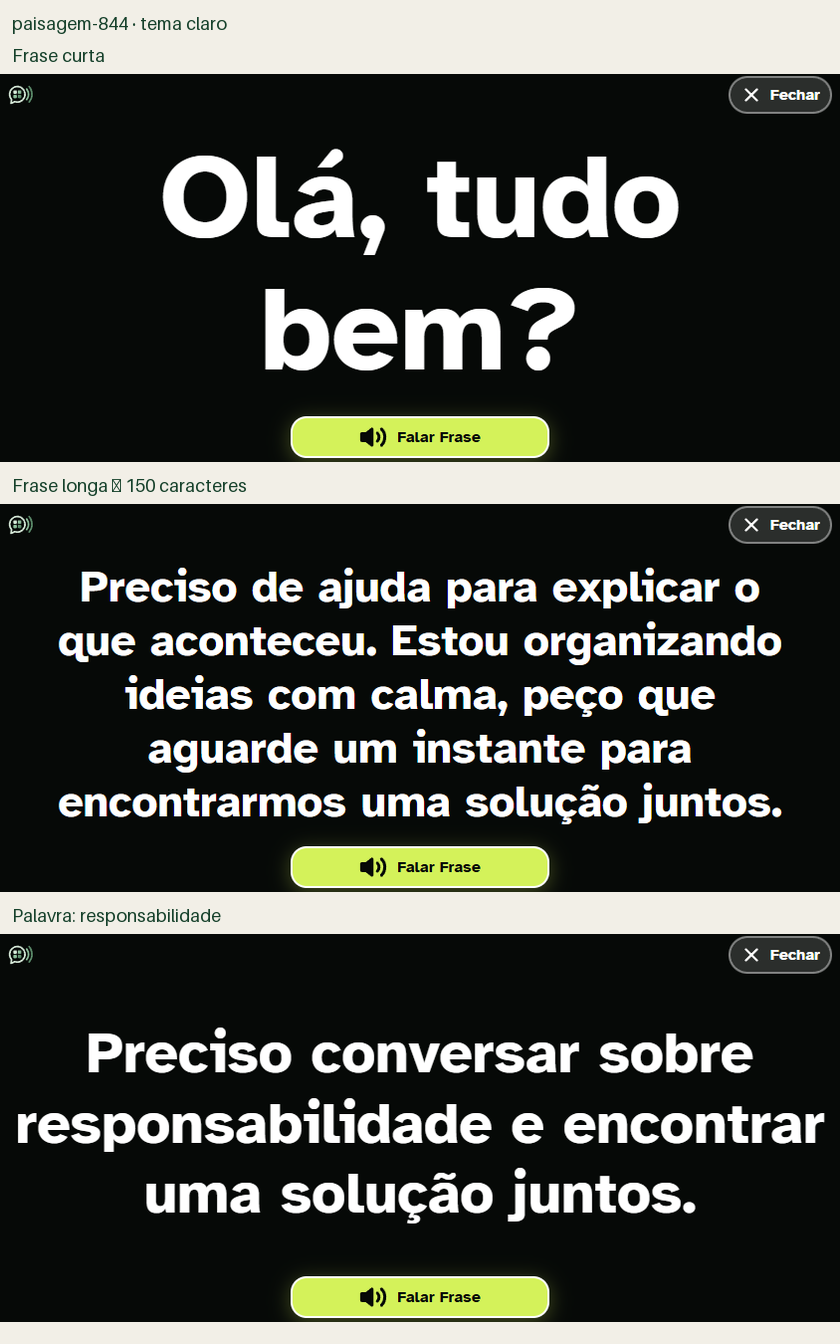 paisagem-844 · tema claro
Frase curta
Fechar
Olá, tudo
bem?
Falar Frase
Frase longa 150 caracteres
Fechar
Preciso de ajuda para explicar o
que aconteceu. Estou organizando
ideias com calma, peço que
aguarde um instante para
encontrarmos uma solução juntos.
Falar Frase
Palavra: responsabilidade
Fechar
Preciso conversar sobre
responsabilidade e encontrar
uma solução juntos.
Falar Frase